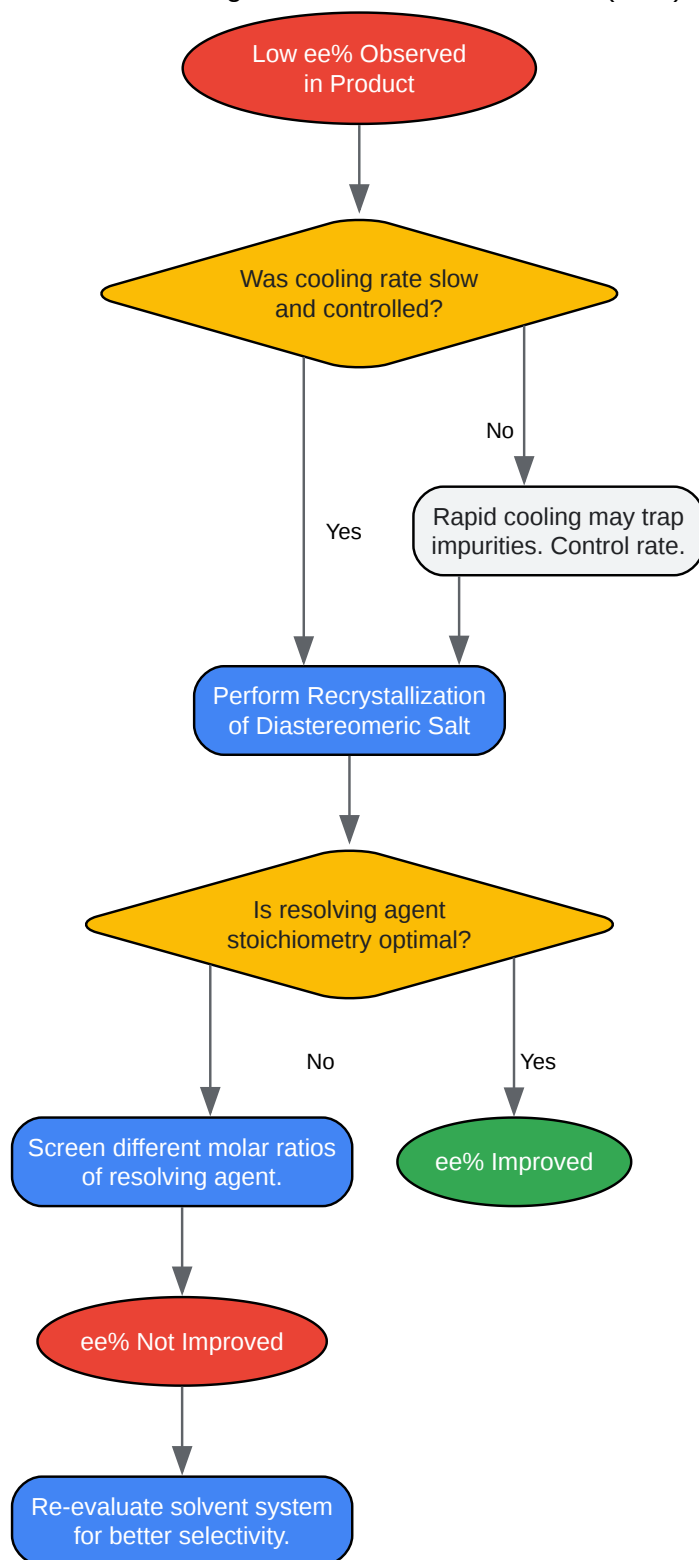 Low ee% Observed
in Product
Was cooling rate slow
and controlled?
No
Rapid cooling may trap
impurities. Control rate.
Yes
Perform Recrystallization
of Diastereomeric Salt
Is resolving agent
stoichiometry optimal?
No
Yes
Screen different molar ratios
of resolving agent.
ee% Improved
ee% Not Improved
Re-evaluate solvent system
for better selectivity.